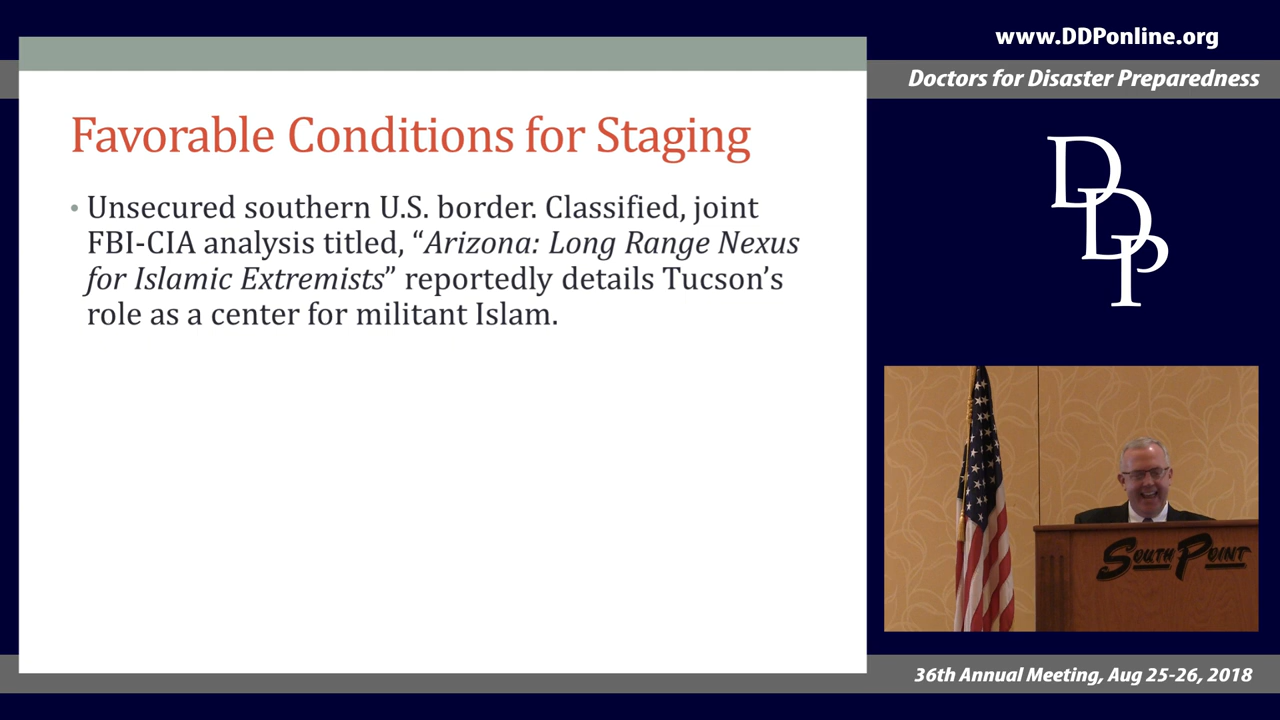 www.DDPonline.org
Doctors for Disaster Preparedness
Favorable Conditions for Staging
• Unsecured southern U.S. border. Classified, joint
FBI-CIA analysis titled, “Arizona: Long Range Nexus
for Islamic Extremists” reportedly details Tucson’s
role as a center for militant Islam.
DDP
SOUTH POINT
36th Annual Meeting, Aug 25-26, 2018